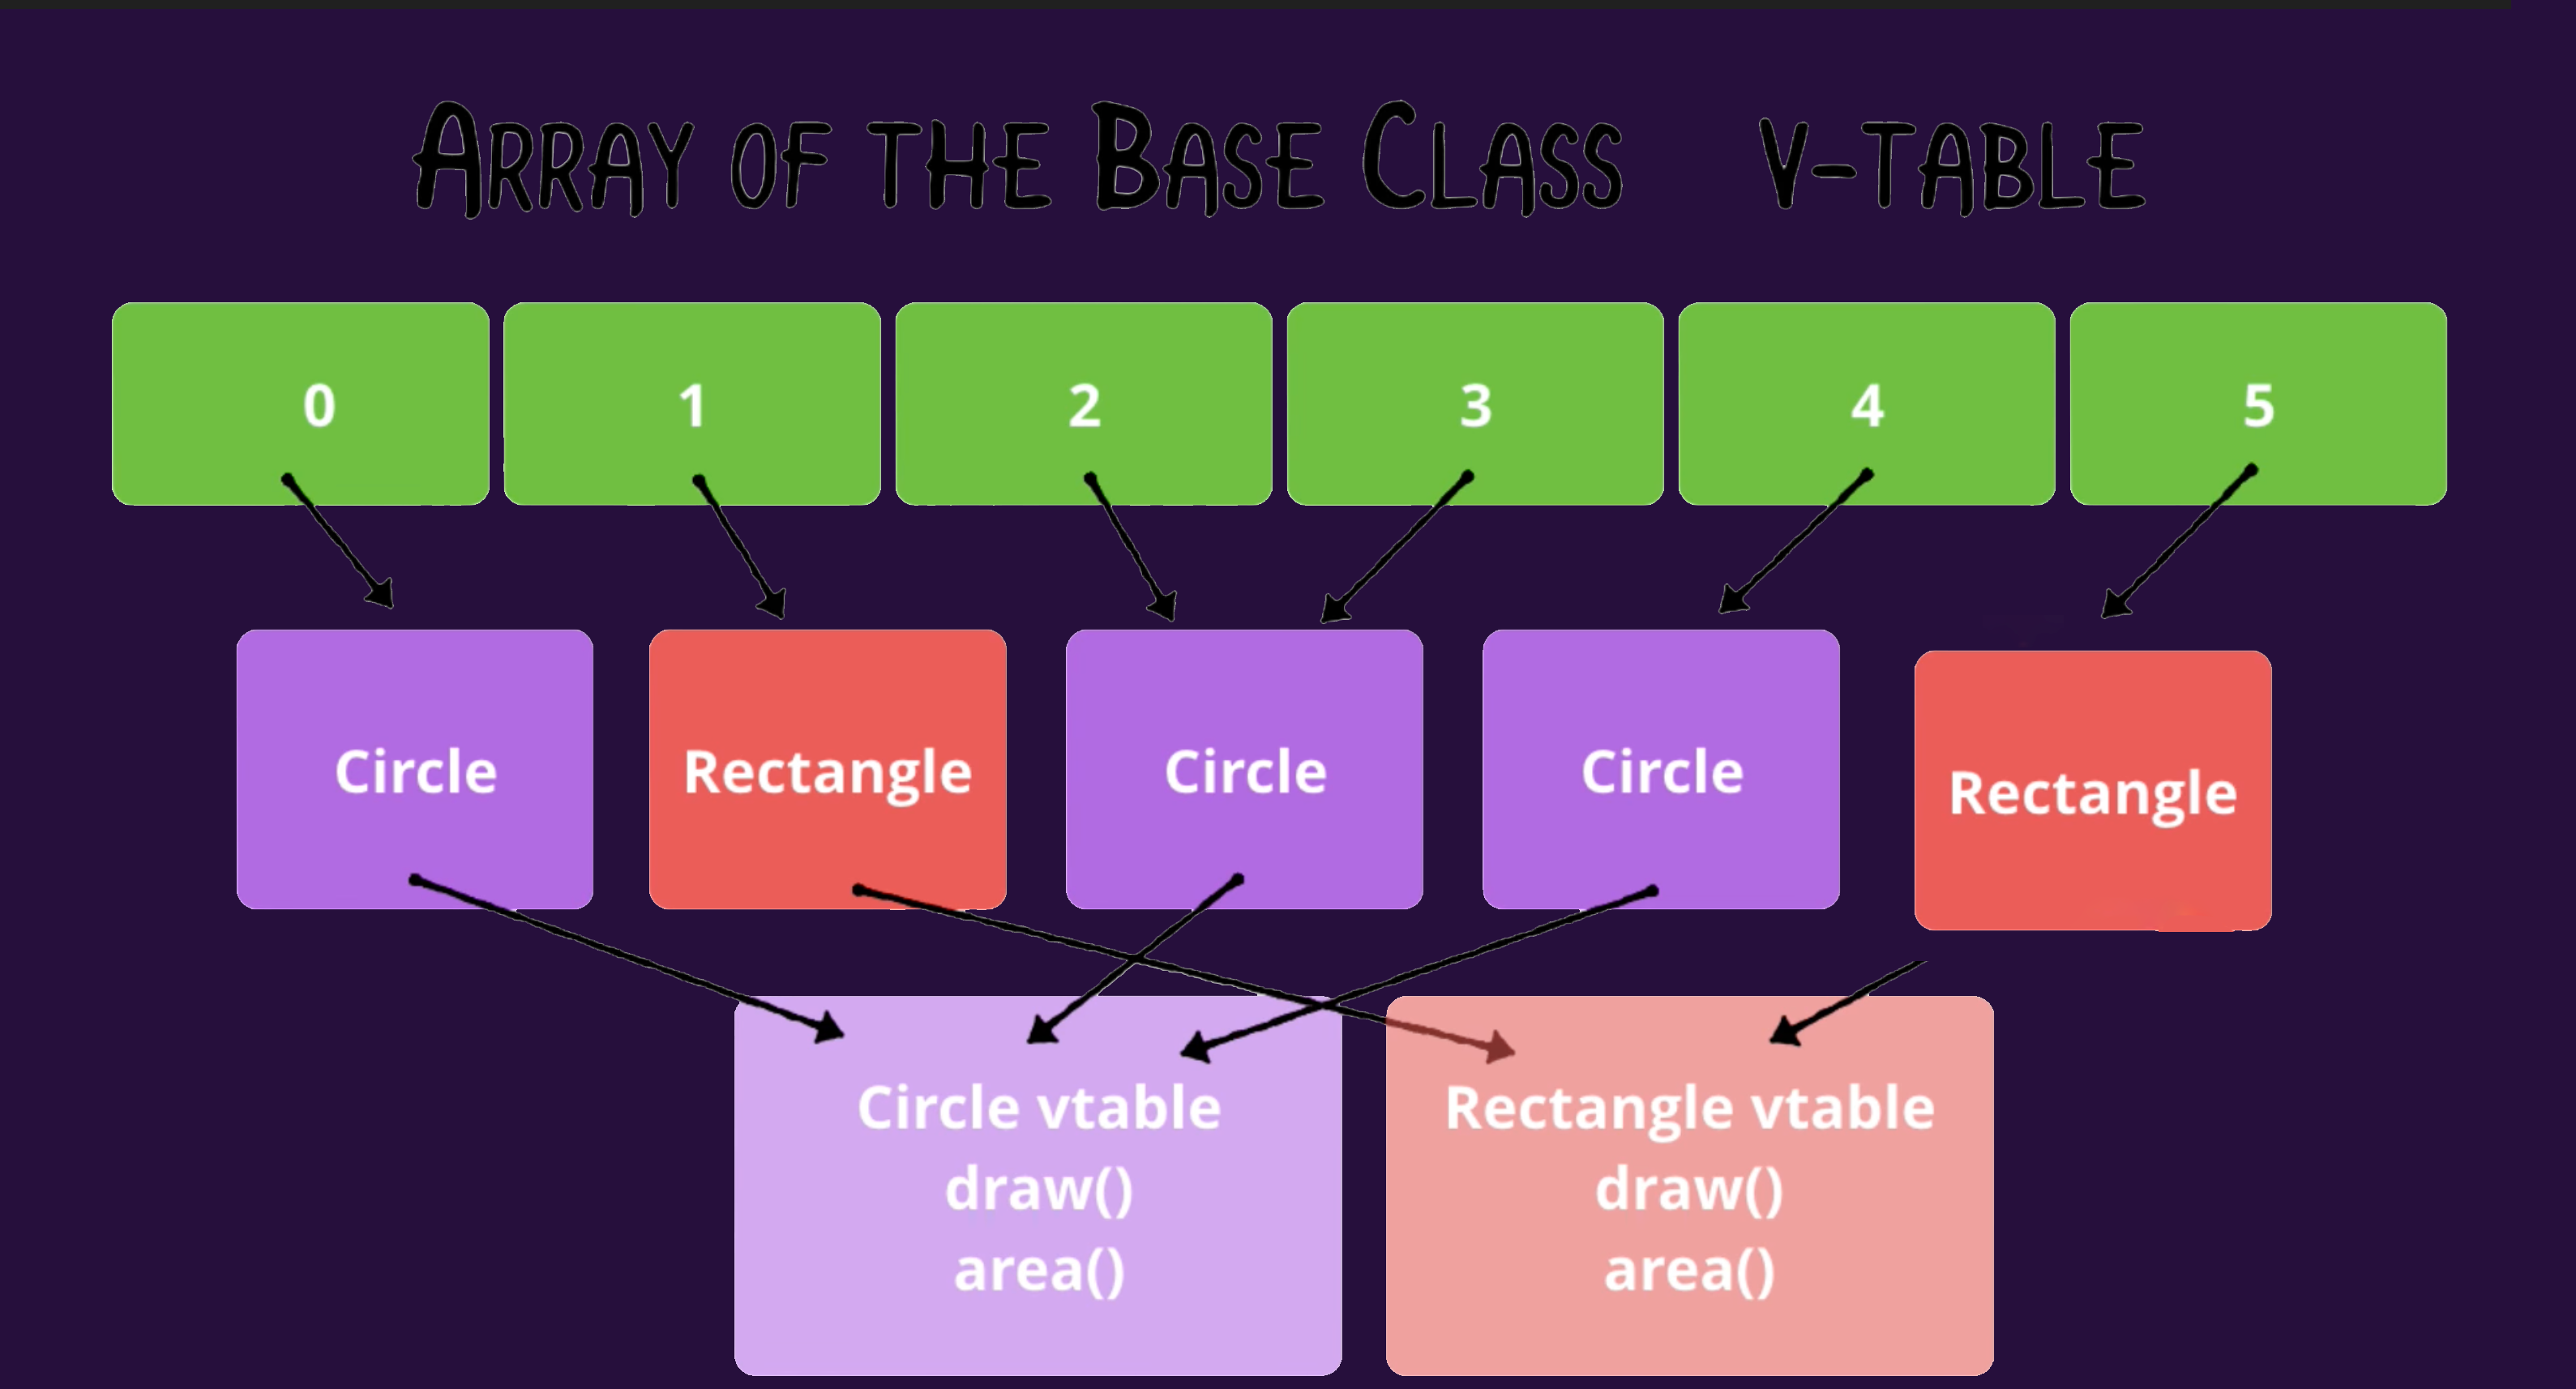 Array of the Base Class v-table
0 1 2 3 4 5
Circle Rectangle Circle Circle Rectangle
Circle vtable
draw()
area()
Rectangle vtable
draw()
area()